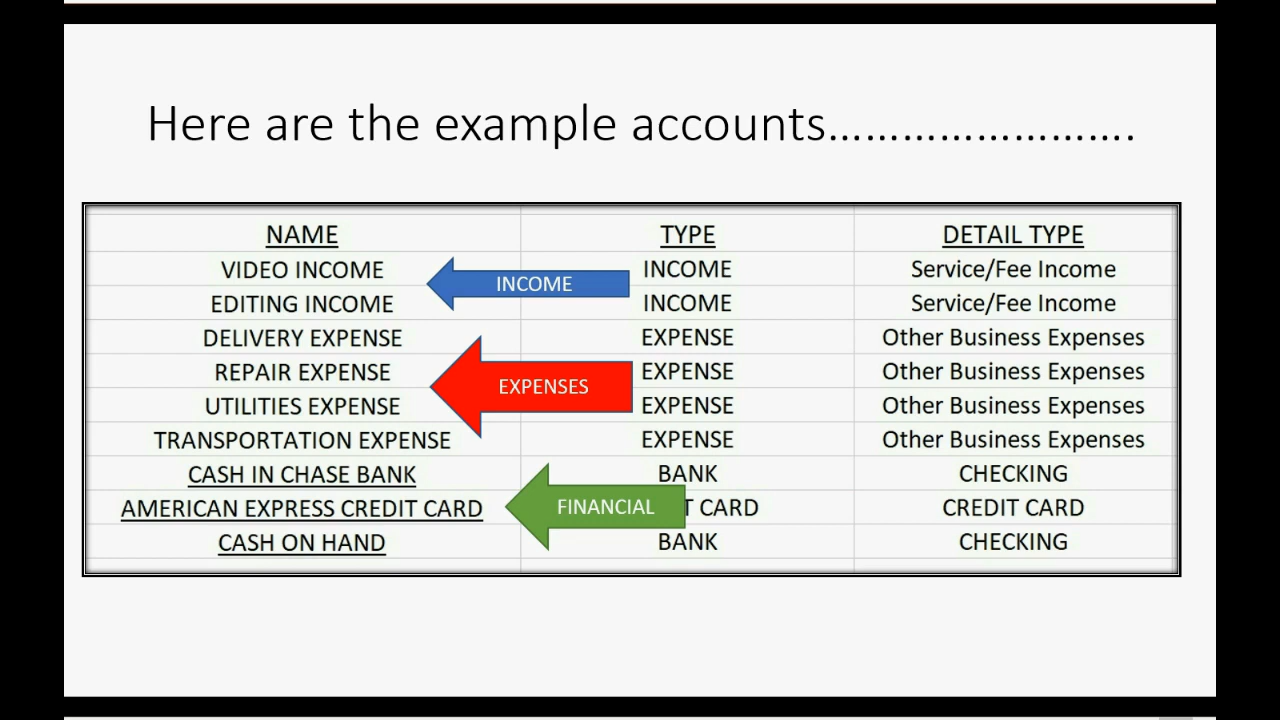 Here are the example accounts…………………….
NAME TYPE DETAIL TYPE
VIDEO INCOME INCOME Service/Fee Income
INCOME
EDITING INCOME INCOME Service/Fee Income
DELIVERY EXPENSE EXPENSE Other Business Expenses
REPAIR EXPENSE EXPENSE Other Business Expenses
EXPENSES
UTILITIES EXPENSE EXPENSE Other Business Expenses
TRANSPORTATION EXPENSE EXPENSE Other Business Expenses
CASH IN CHASE BANK BANK CHECKING
AMERICAN EXPRESS CREDIT CARD FINANCIAL T CARD CREDIT CARD
CASH ON HAND BANK CHECKING